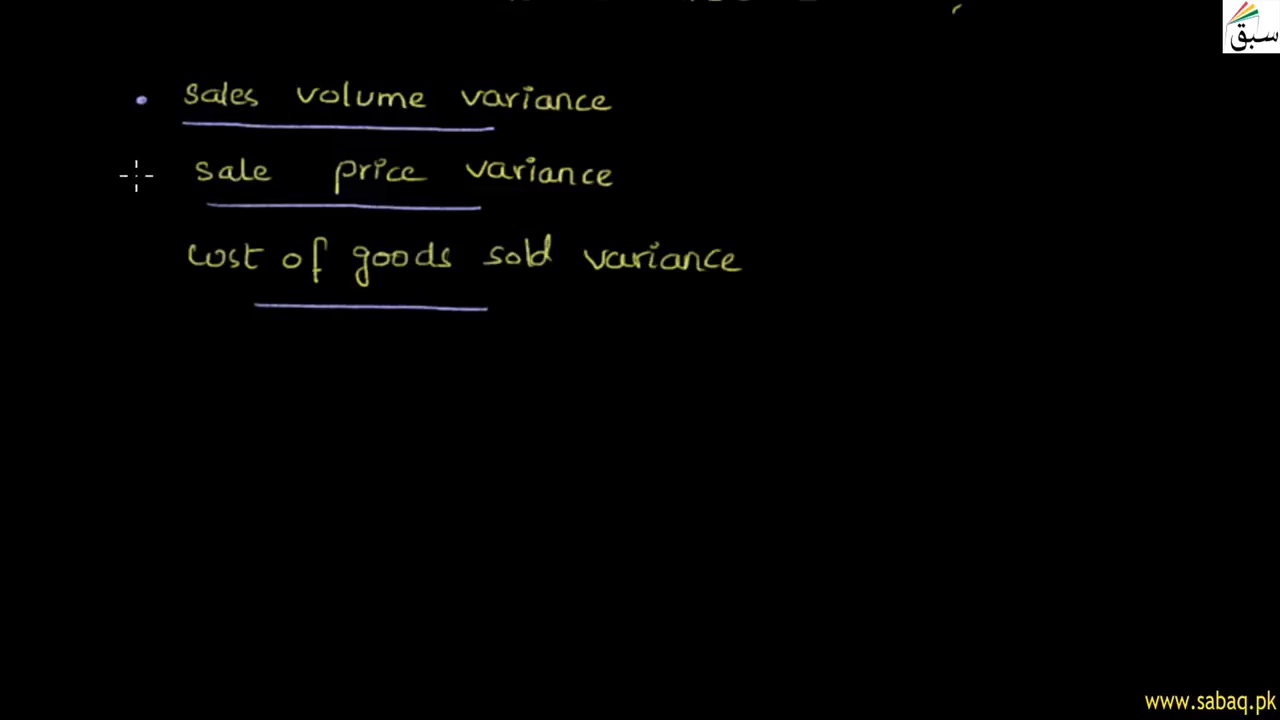 سبق
sales volume variance
sale price variance
cost of goods sold variance
www.sabaq.pk